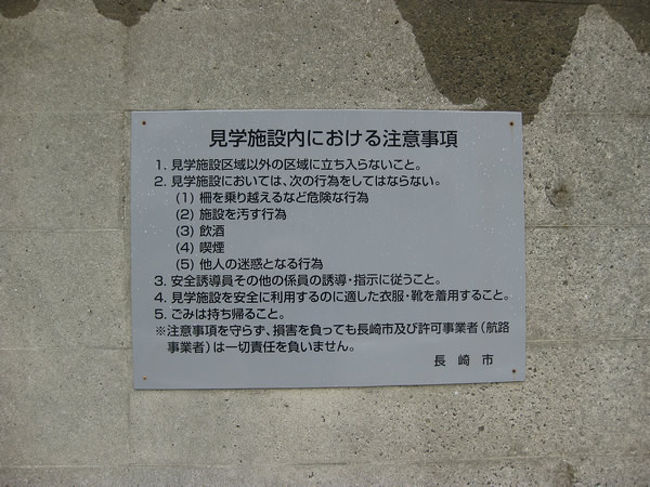 見学施設内における注意事項
1. 見学施設区域以外の区域に立ち入らないこと。
2. 見学施設においては、次の行為をしてはならない。
(1) 柵を乗り越えるなど危険な行為
(2) 施設を汚す行為
(3) 飲酒
(4) 喫煙
(5) 他人の迷惑となる行為
3. 安全誘導員その他の係員の誘導・指示に従うこと。
4. 見学施設を安全に利用するのに適した衣服・靴を着用すること。
5. ごみは持ち帰ること。
※注意事項を守らず、損害を負っても長崎市及び許可事業者(航路
事業者)は一切責任を負いません。
長崎市